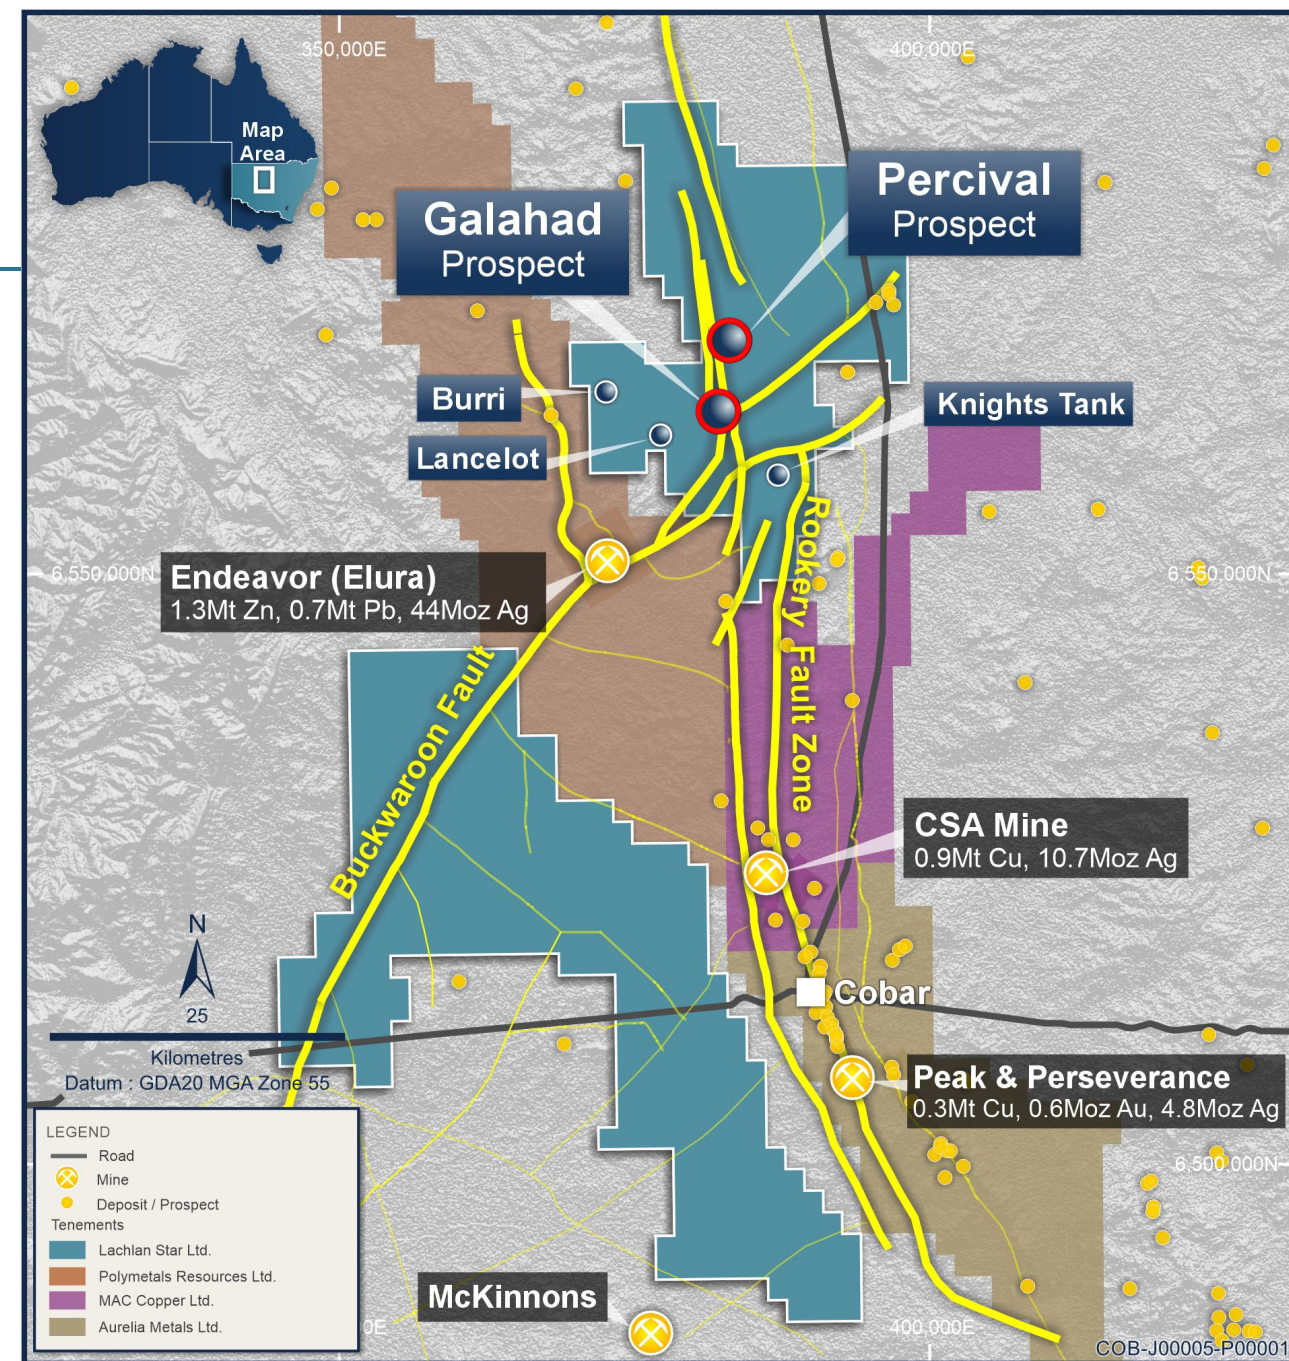 350,000E
400,000E
Map
Area
Percival
Prospect
Galahad
Prospect
Burri
Knights Tank
Lancelot
Rookery Fault Zone
6,550,000N
6,550,000N
Endeavor (Elura)
1.3Mt Zn, 0.7Mt Pb, 44Moz Ag
Buckwaroon Fault
CSA Mine
0.9Mt Cu, 10.7Moz Ag
N
25
Kilometres
Datum : GDA20 MGA Zone 55
Cobar
Peak & Perseverance
0.3Mt Cu, 0.6Moz Au, 4.8Moz Ag
6,500,000N
LEGEND
Road
Mine
Deposit / Prospect
Tenements
Lachlan Star Ltd.
Polymetals Resources Ltd.
MAC Copper Ltd.
Aurelia Metals Ltd.
McKinnons
400,000E
COB-J00005-P00001